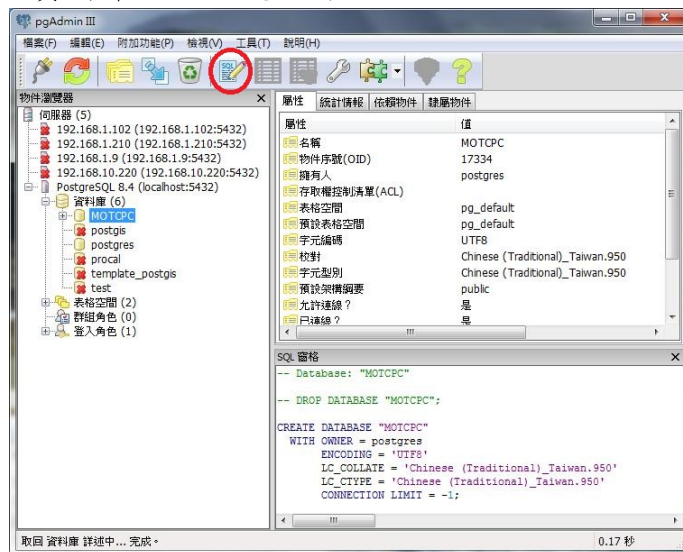 pgAdmin III
檔案(F) 編輯(E) 附加功能(P) 檢視(V) 工具(T) 說明(H)
SQL
物件瀏覽器
伺服器 (5)
192.168.1.102 (192.168.1.102:5432)
192.168.1.210 (192.168.1.210:5432)
192.168.1.9 (192.168.1.9:5432)
192.168.10.220 (192.168.10.220:5432)
PostgreSQL 8.4 (localhost:5432)
資料庫 (6)
MOTCPC
postgis
postgres
procal
template_postgis
test
表格空間 (2)
群組角色 (0)
登入角色 (1)
屬性 統計情報 依賴物件 隸屬物件
屬性 值
名稱 MOTCPC
物件序號(OID) 17334
擁有人 postgres
存取權控制清單(ACL)
表格空間 pg_default
預設表格空間 pg_default
字元編碼 UTF8
校對 Chinese (Traditional)_Taiwan.950
字元型別 Chinese (Traditional)_Taiwan.950
預設架構綱要 public
允許連線？ 是
已連線？ 是
SQL 窗格
-- Database: "MOTCPC"
-- DROP DATABASE "MOTCPC";
CREATE DATABASE "MOTCPC"
WITH OWNER = postgres
ENCODING = 'UTF8'
LC_COLLATE = 'Chinese (Traditional)_Taiwan.950'
LC_CTYPE = 'Chinese (Traditional)_Taiwan.950'
CONNECTION LIMIT = -1;
取回 資料庫 詳述中... 完成。 0.17 秒